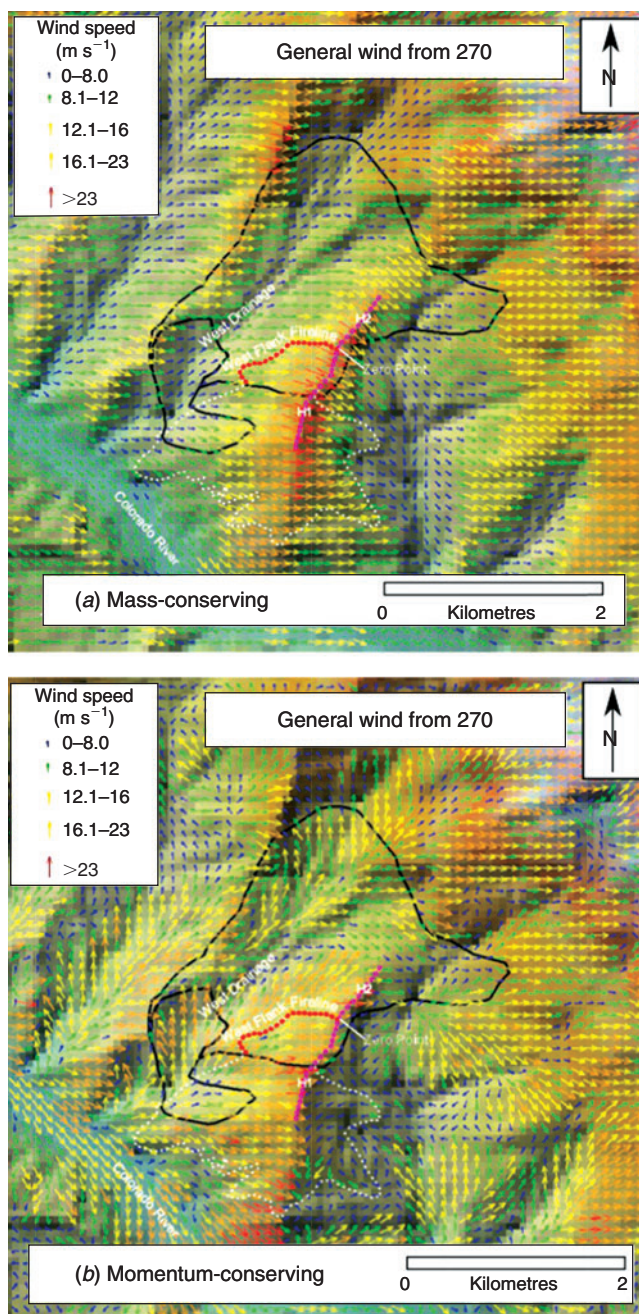 Wind speed
(m s⁻¹)
0–8.0
8.1–12
12.1–16
16.1–23
>23
General wind from 270
N
West Drainage
West Flank Fireline
H2
Zero Point
H1
Colorado River
(a) Mass-conserving
0 2
Kilometres
Wind speed
(m s⁻¹)
0–8.0
8.1–12
12.1–16
16.1–23
>23
General wind from 270
N
West Drainage
West Flank Fireline
H2
Zero Point
H1
Colorado River
(b) Momentum-conserving
0 2
Kilometres